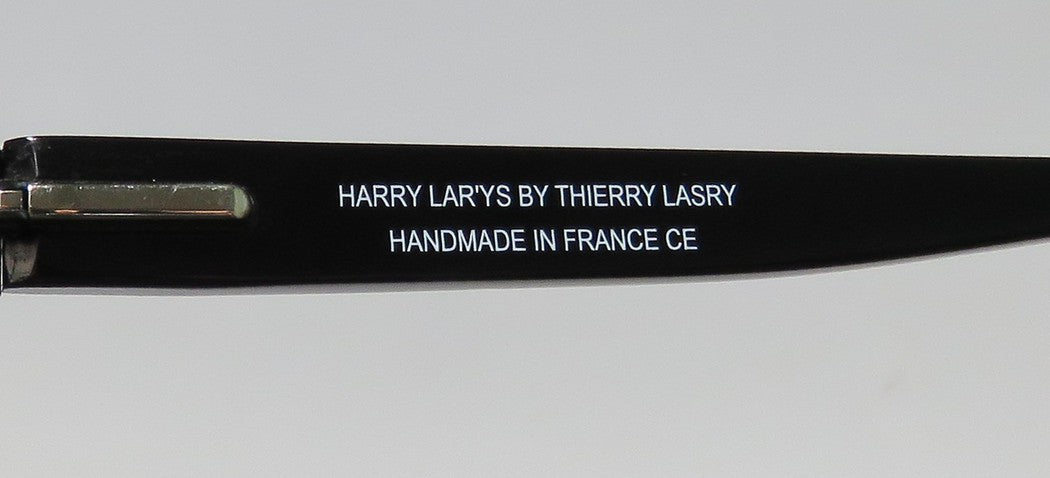 HARRY LAR'YS BY THIERRY LASRY
HANDMADE IN FRANCE CE